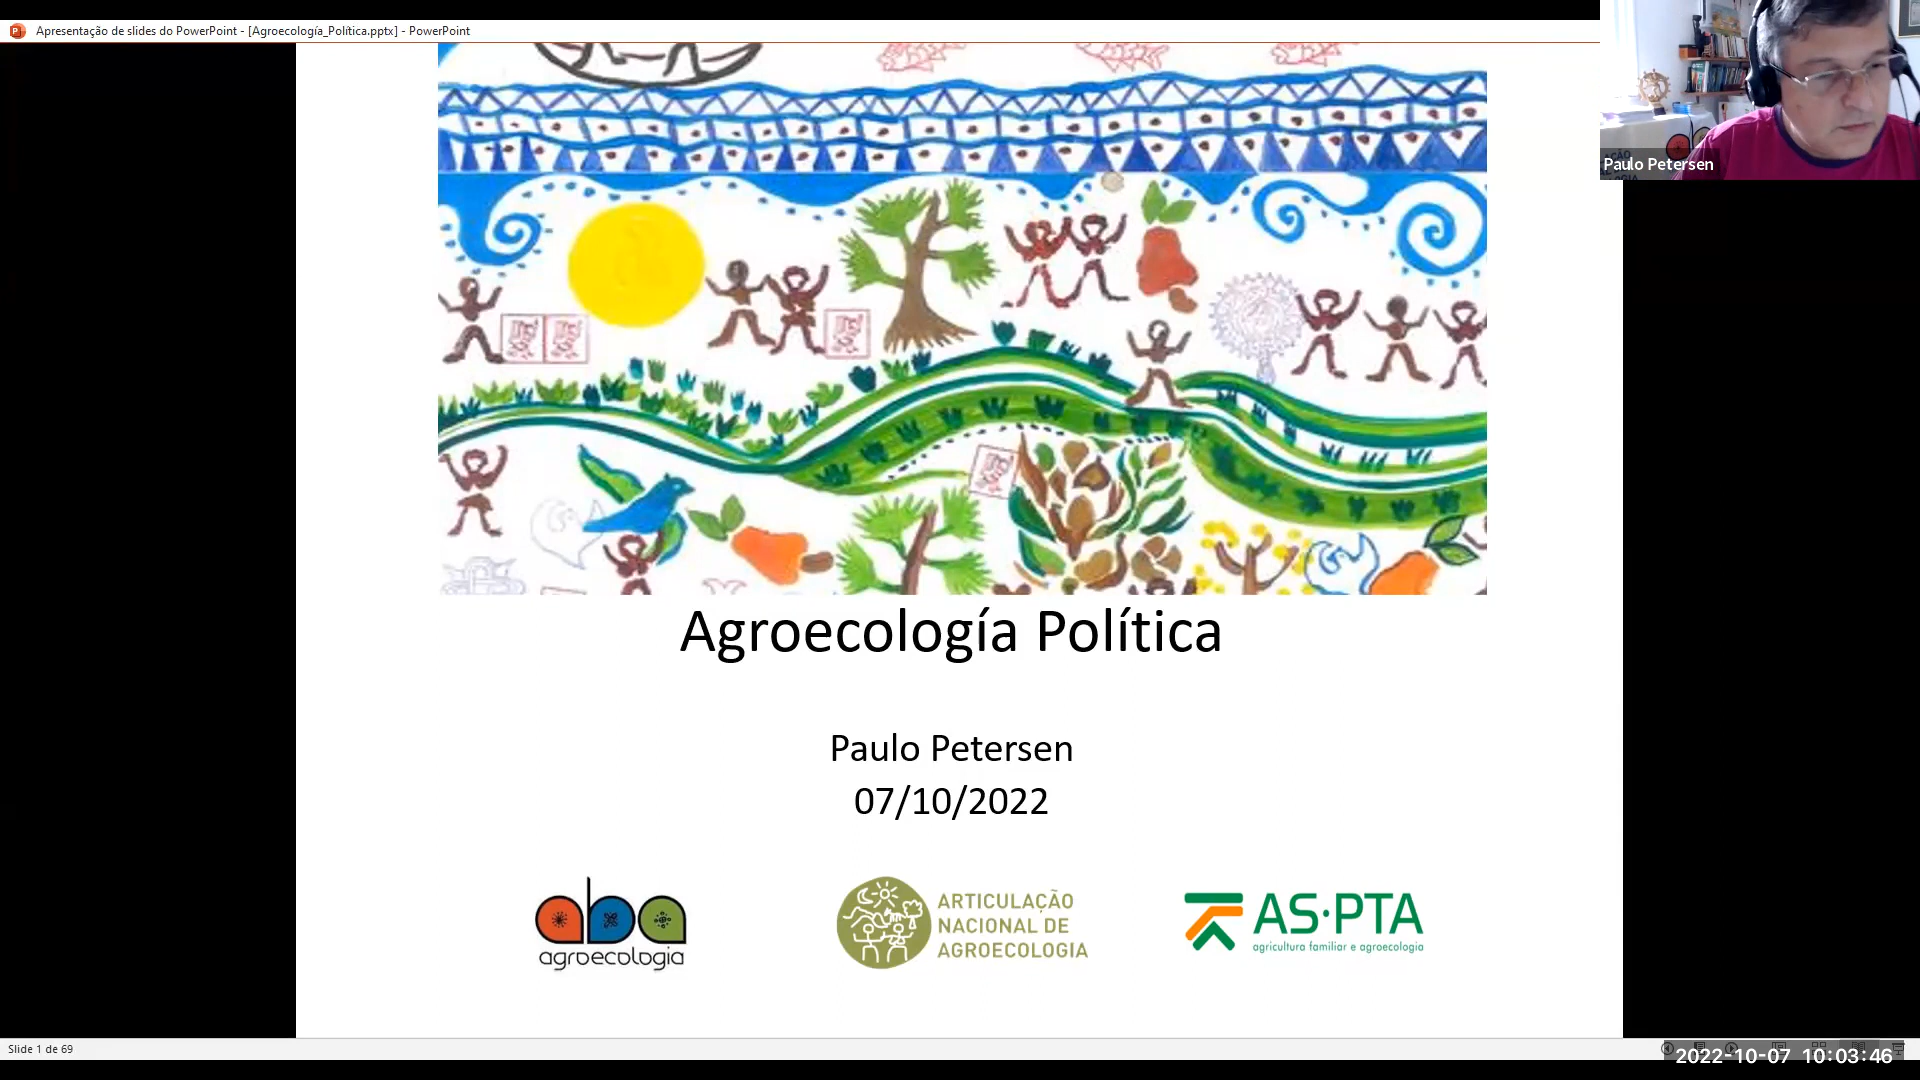 Apresentação de slides do PowerPoint - [Agroecología_Política.pptx] - PowerPoint
Paulo Petersen
Agroecología Política
Paulo Petersen
07/10/2022
aba
agroecologia
ARTICULAÇÃO
NACIONAL DE
AGROECOLOGIA
AS·PTA
agricultura familiar e agroecologia
Slide 1 de 69
2022-10-07 10:03:46